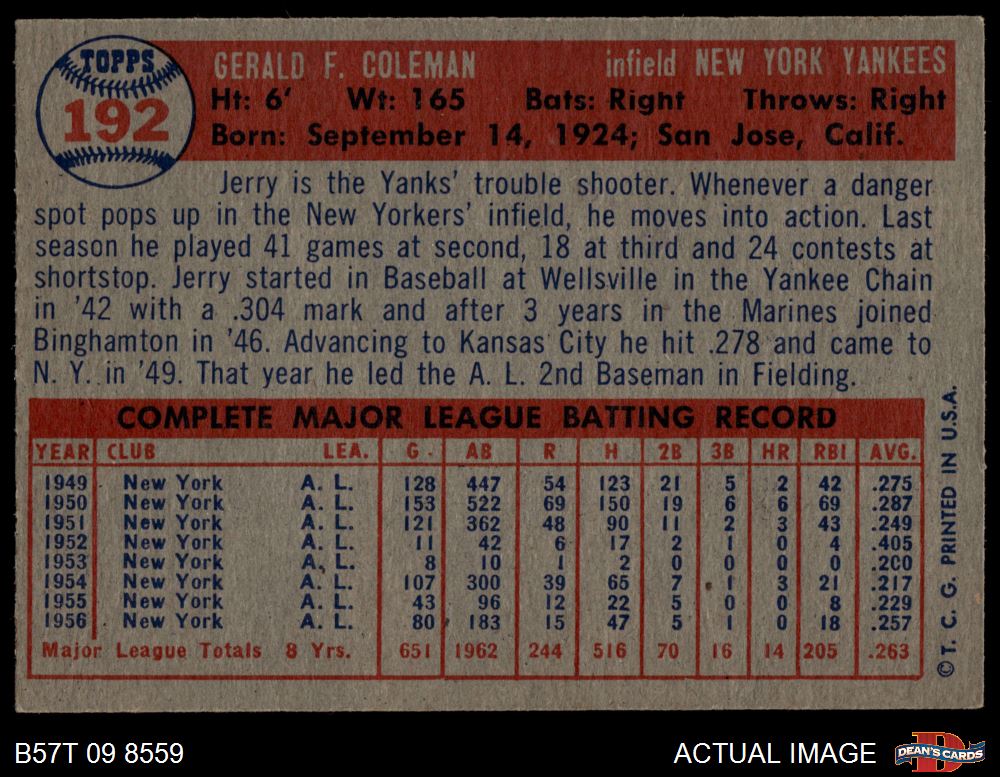 TOPPS
192
GERALD F. COLEMAN infield NEW YORK YANKEES
Ht: 6' Wt: 165 Bats: Right Throws: Right
Born: September 14, 1924; San Jose, Calif.
Jerry is the Yanks' trouble shooter. Whenever a danger
spot pops up in the New Yorkers' infield, he moves into action. Last
season he played 41 games at second, 18 at third and 24 contests at
shortstop. Jerry started in Baseball at Wellsville in the Yankee Chain
in '42 with a .304 mark and after 3 years in the Marines joined
Binghamton in '46. Advancing to Kansas City he hit .278 and came to
N. Y. in '49. That year he led the A. L. 2nd Baseman in Fielding.
COMPLETE MAJOR LEAGUE BATTING RECORD
YEAR CLUB LEA. G AB R H 2B 3B HR RBI AVG.
1949 New York A. L. 128 447 54 123 21 5 2 42 .275
1950 New York A. L. 153 522 69 150 19 6 6 69 .287
1951 New York A. L. 121 362 48 90 11 2 3 43 .249
1952 New York A. L. 11 42 6 17 2 1 0 4 .405
1953 New York A. L. 8 10 1 2 0 0 0 0 .200
1954 New York A. L. 107 300 39 65 7 1 3 21 .217
1955 New York A. L. 43 96 12 22 5 0 0 8 .229
1956 New York A. L. 80 183 15 47 5 1 0 18 .257
Major League Totals 8 Yrs. 651 1962 244 516 70 16 14 205 .263
© T. C. G. PRINTED IN U.S.A.
B57T 09 8559
ACTUAL IMAGE
DEAN'S CARDS